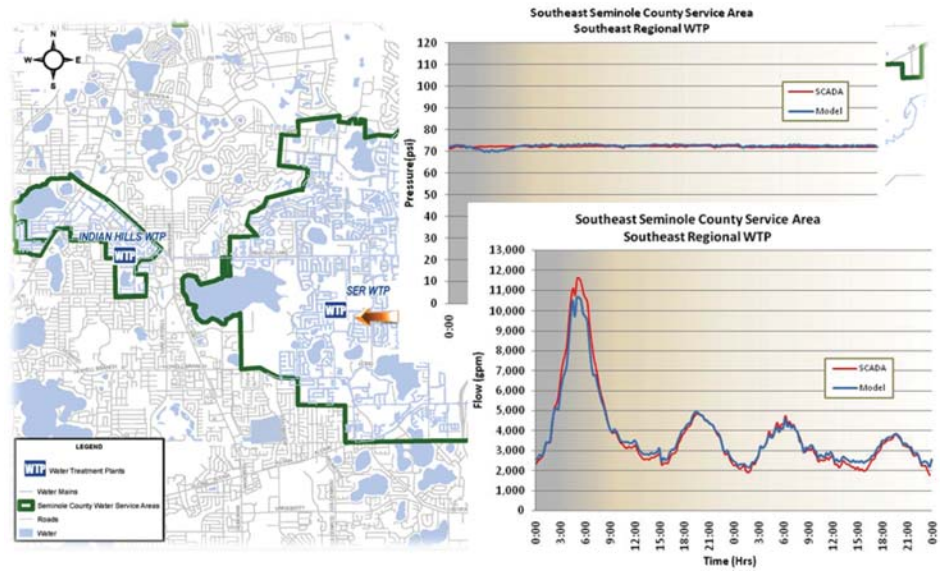 N
W
E
S
INDIAN HILLS WTP
WTP
SER WTP
WTP
LEGEND
WTP Water Treatment Plants
Water Mains
Seminole County Water Service Areas
Roads
Water
Southeast Seminole County Service Area
Southeast Regional WTP
Pressure(psi)
120
110
100
90
80
70
60
50
40
30
20
10
0
0:00
SCADA
Model
Southeast Seminole County Service Area
Southeast Regional WTP
Flow (gpm)
13,000
12,000
11,000
10,000
9,000
8,000
7,000
6,000
5,000
4,000
3,000
2,000
1,000
0
SCADA
Model
0:00 3:00 6:00 9:00 12:00 15:00 18:00 21:00 0:00 3:00 6:00 9:00 12:00 15:00 18:00 21:00 0:00
Time (Hrs)